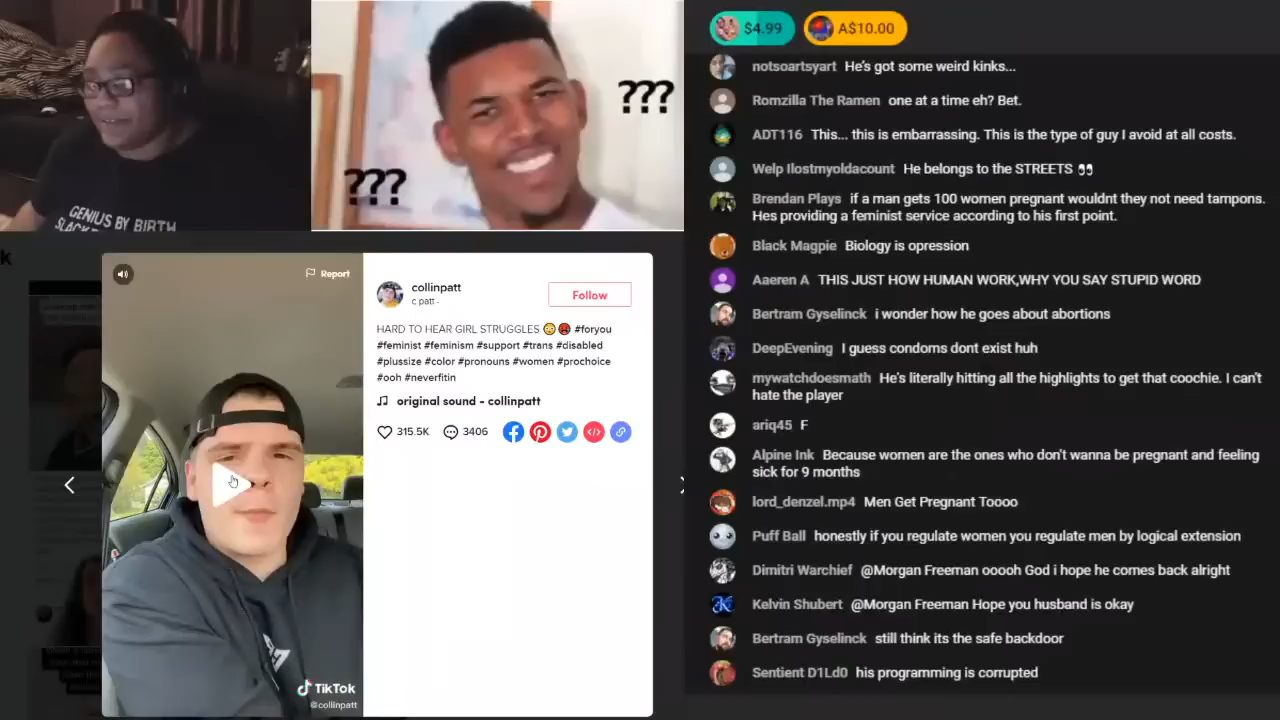 GENIUS BY BIRTH
???
???
k
Report
collinpatt
c patt -
Follow
HARD TO HEAR GIRL STRUGGLES 😳😡 #foryou
#feminist #feminism #support #trans #disabled
#plussize #color #pronouns #women #prochoice
#ooh #neverfitin
original sound - collinpatt
315.5K 3406
TikTok
@collinpatt
$4.99 A$10.00
notsoartsyart He's got some weird kinks...
Romzilla The Ramen one at a time eh? Bet.
ADT116 This... this is embarrassing. This is the type of guy I avoid at all costs.
Welp Ilostmyoldacount He belongs to the STREETS 👀
Brendan Plays if a man gets 100 women pregnant wouldnt they not need tampons.
Hes providing a feminist service according to his first point.
Black Magpie Biology is opression
Aaeren A THIS JUST HOW HUMAN WORK,WHY YOU SAY STUPID WORD
Bertram Gyselinck i wonder how he goes about abortions
DeepEvening I guess condoms dont exist huh
mywatchdoesmath He's literally hitting all the highlights to get that coochie. I can't
hate the player
ariq45 F
Alpine Ink Because women are the ones who don't wanna be pregnant and feeling
sick for 9 months
lord_denzel.mp4 Men Get Pregnant Toooo
Puff Ball honestly if you regulate women you regulate men by logical extension
Dimitri Warchief @Morgan Freeman ooooh God i hope he comes back alright
Kelvin Shubert @Morgan Freeman Hope you husband is okay
Bertram Gyselinck still think its the safe backdoor
Sentient D1Ld0 his programming is corrupted